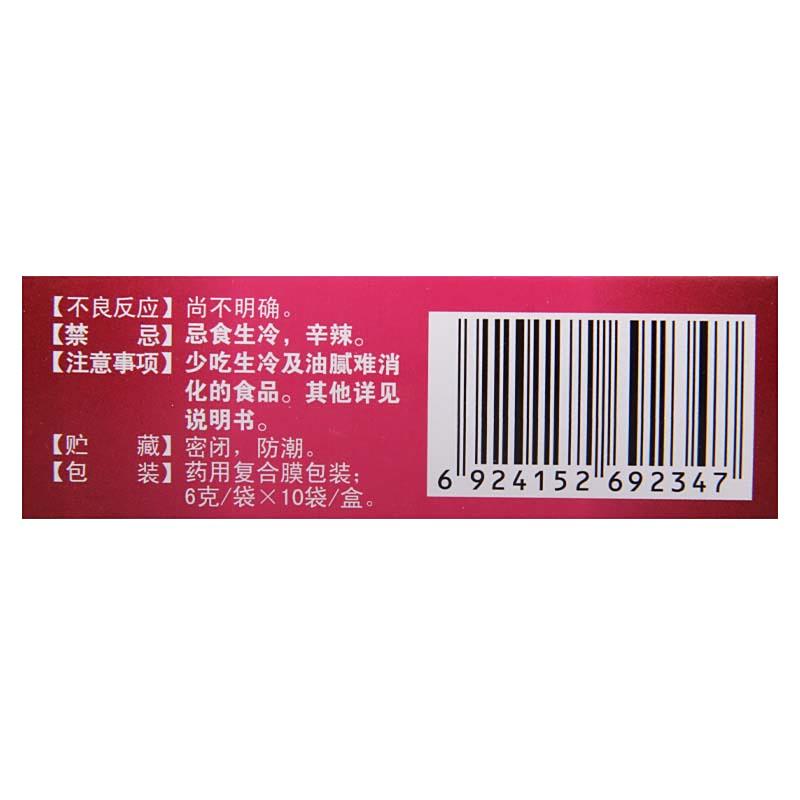 【不良反应】尚不明确。
【禁　　忌】忌食生冷，辛辣。
【注意事项】少吃生冷及油腻难消
化的食品。其他详见
说明书。
【贮　　藏】密闭，防潮。
【包　　装】药用复合膜包装；
6克/袋×10袋/盒。
6 924152 692347